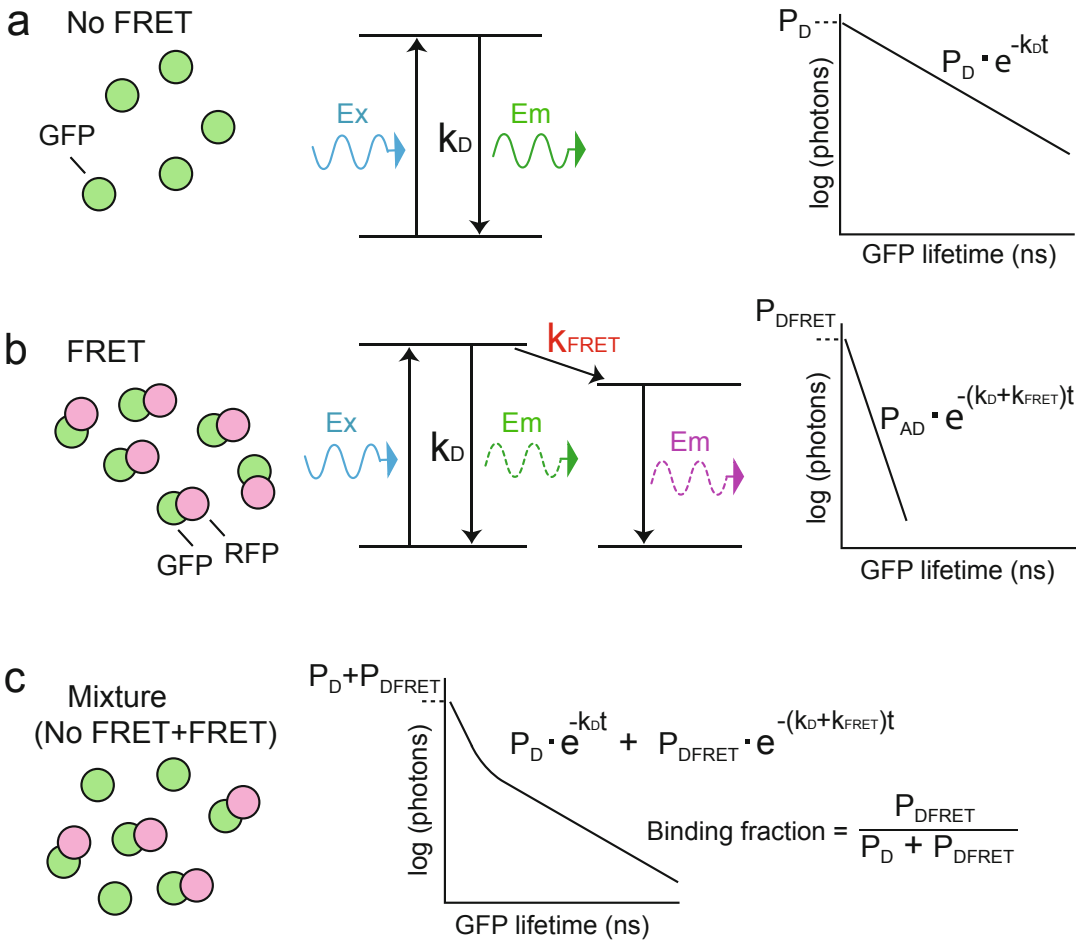 a
No FRET
GFP
Ex
kD
Em
PD
PD · e^-kDt
log (photons)
GFP lifetime (ns)
b
FRET
GFP
RFP
Ex
kD
Em
kFRET
Em
PDFRET
PAD · e^-(kD+kFRET)t
log (photons)
GFP lifetime (ns)
c
Mixture
(No FRET+FRET)
PD+PDFRET
PD · e^-kDt + PDFRET · e^-(kD+kFRET)t
log (photons)
GFP lifetime (ns)
Binding fraction =
PDFRET
PD + PDFRET